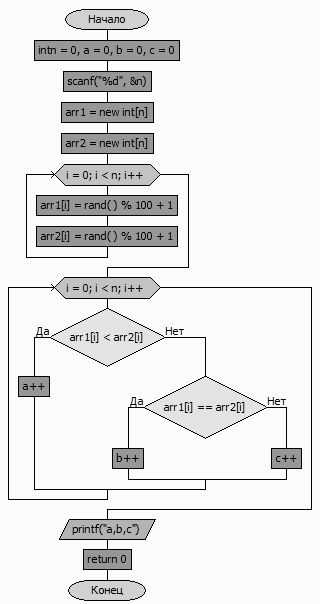 Начало
intn = 0, a = 0, b = 0, c = 0
scanf("%d", &n)
arr1 = new int[n]
arr2 = new int[n]
i = 0; i < n; i++
arr1[i] = rand() % 100 + 1
arr2[i] = rand() % 100 + 1
i = 0; i < n; i++
Да
arr1[i] < arr2[i]
Нет
a++
Да
arr1[i] == arr2[i]
Нет
b++
c++
printf("a,b,c")
return 0
Конец